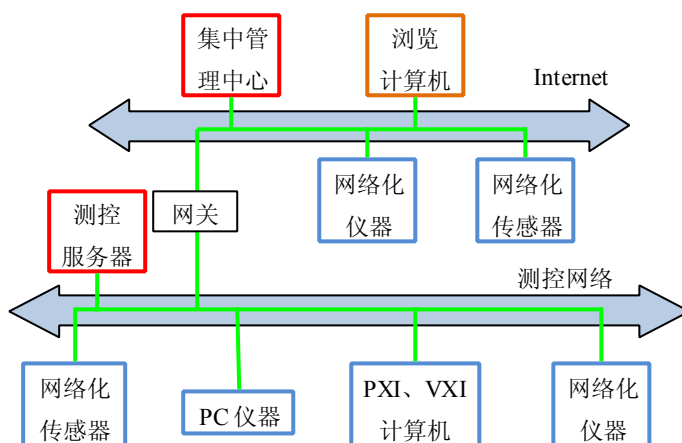 集中管
理中心
浏览
计算机
Internet
网络化
仪器
网络化
传感器
测控
服务器
网关
测控网络
网络化
传感器
PC 仪器
PXI、VXI
计算机
网络化
仪器